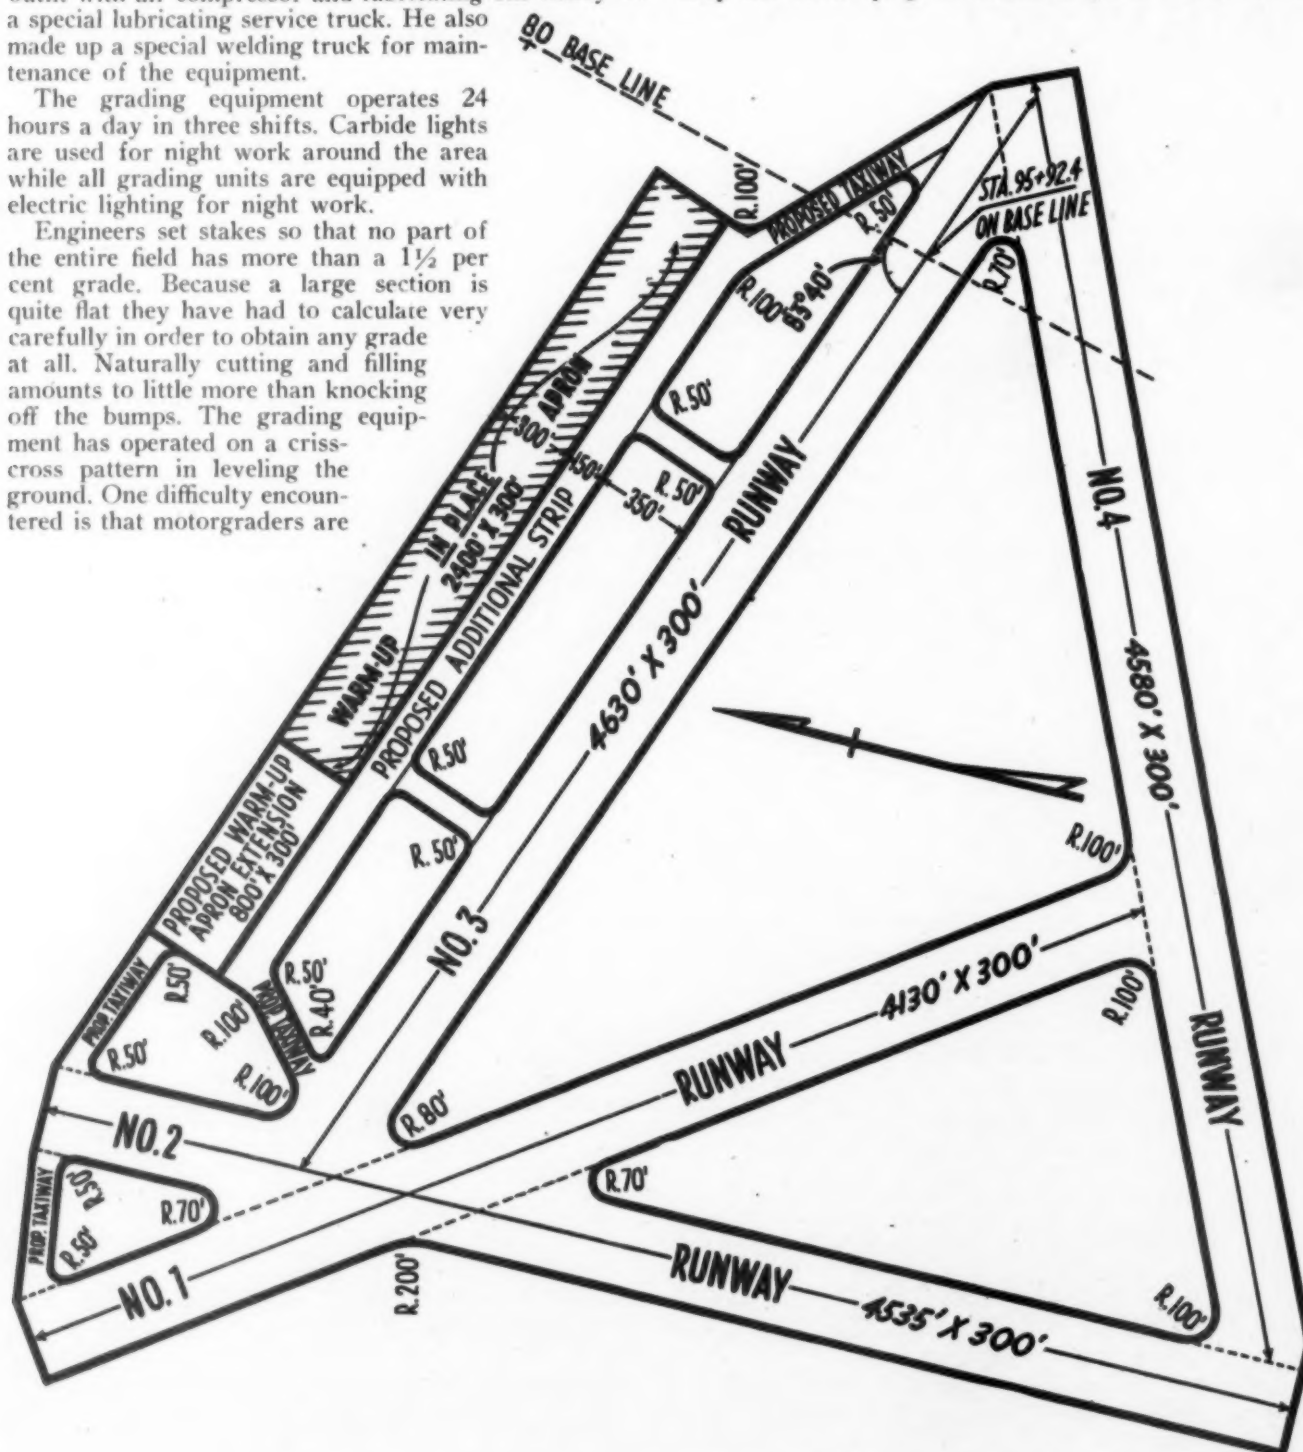 a special lubricating service truck. He also
made up a special welding truck for main-
tenance of the equipment.
The grading equipment operates 24
hours a day in three shifts. Carbide lights
are used for night work around the area
while all grading units are equipped with
electric lighting for night work.
Engineers set stakes so that no part of
the entire field has more than a 1½ per
cent grade. Because a large section is
quite flat they have had to calculate very
carefully in order to obtain any grade
at all. Naturally cutting and filling
amounts to little more than knocking
off the bumps. The grading equip-
ment has operated on a criss-
cross pattern in leveling the
ground. One difficulty encoun-
tered is that motorgraders are
80 BASE LINE
R.100'
PROPOSED TAXIWAY
R.50'
STA. 95+92.4
ON BASE LINE
R.70'
R.100'
83°40'
R.50'
APRON
300'
150'
R.50'
350'
IN PLACE
2400' X 300'
WARM-UP
PROPOSED ADDITIONAL STRIP
RUNWAY
4630' X 300'
NO. 3
NO. 4
4580' X 300'
RUNWAY
R.50'
R.50'
PROPOSED WARM-UP
APRON EXTENSION
800' X 300'
R.100'
PROP. TAXIWAY
R.50'
R.50'
R.100'
R.100'
PROP. TAXIWAY
R.50'
R.40'
4130' X 300'
RUNWAY
R.100'
R.80'
NO. 2
R.70'
R.50'
R.50'
R.70'
PROP. TAXIWAY
NO. 1
R.200'
RUNWAY
4535' X 300'
R.100'